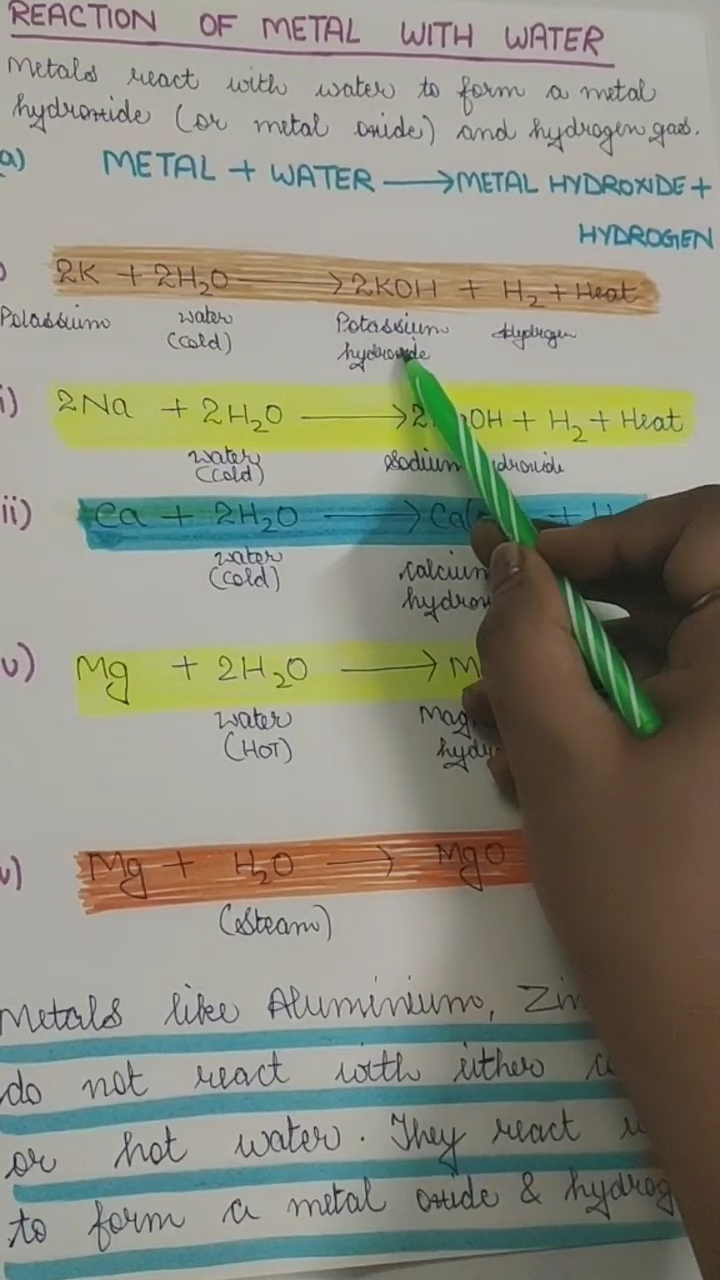 REACTION OF METAL WITH WATER
Metals react with water to form a metal
hydroxide (or metal oxide) and hydrogen gas.
a) METAL + WATER ⟶ METAL HYDROXIDE +
HYDROGEN
) 2K + 2H₂O ⟶ 2KOH + H₂ + Heat
Potassium water Potassium Hydrogen
(cold) hydroxide
i) 2Na + 2H₂O ⟶ 2 OH + H₂ + Heat
water Sodium
(cold)
ii) Ca + 2H₂O ⟶ Ca( +
water
(cold)
v) Mg + 2H₂O ⟶ M
water
(HOT)
v) Mg + H₂O ⟶ MgO
(Steam)
Metals like Aluminium,
do not react with either
or hot water. They react
to form a metal oxide &